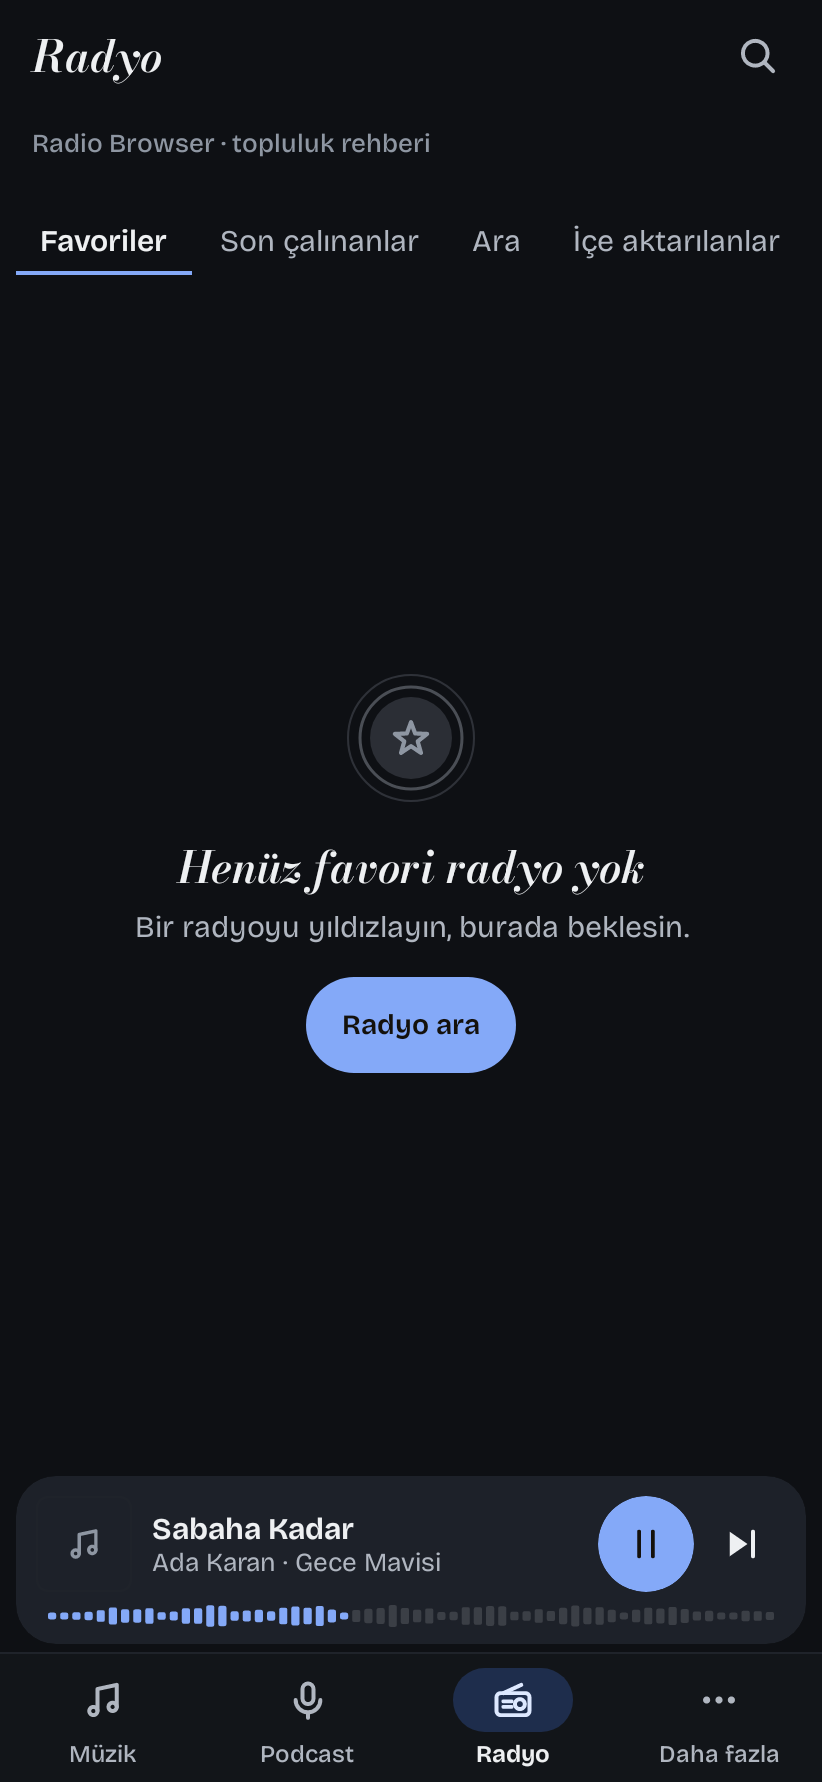 Radyo
Radio Browser · topluluk rehberi
Favoriler Son çalınanlar Ara İçe aktarılanlar
Henüz favori radyo yok
Bir radyoyu yıldızlayın, burada beklesin.
Radyo ara
Sabaha Kadar
Ada Karan · Gece Mavisi
Müzik Podcast Radyo Daha fazla